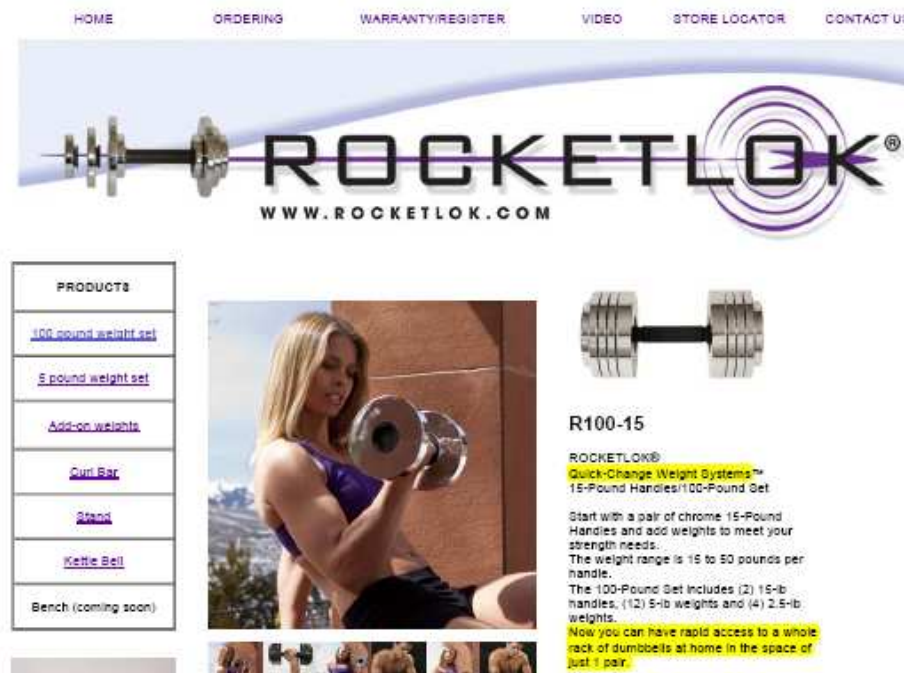 HOME ORDERING WARRANTY/REGISTER VIDEO STORE LOCATOR CONTACT US
ROCKETLOK®
WWW.ROCKETLOK.COM
PRODUCTS
100 pound weight set
5 pound weight set
Add-on weights
Curl Bar
Stand
Kettle Bell
Bench (coming soon)
R100-15
ROCKETLOK®
Quick-Change Weight Systems™
15-Pound Handles/100-Pound Set
Start with a pair of chrome 15-Pound
Handles and add weights to meet your
strength needs.
The weight range is 15 to 50 pounds per
handle.
The 100-Pound Set includes (2) 15-lb
handles, (12) 5-lb weights and (4) 2.5-lb
weights.
Now you can have rapid access to a whole
rack of dumbbells at home in the space of
just 1 pair.